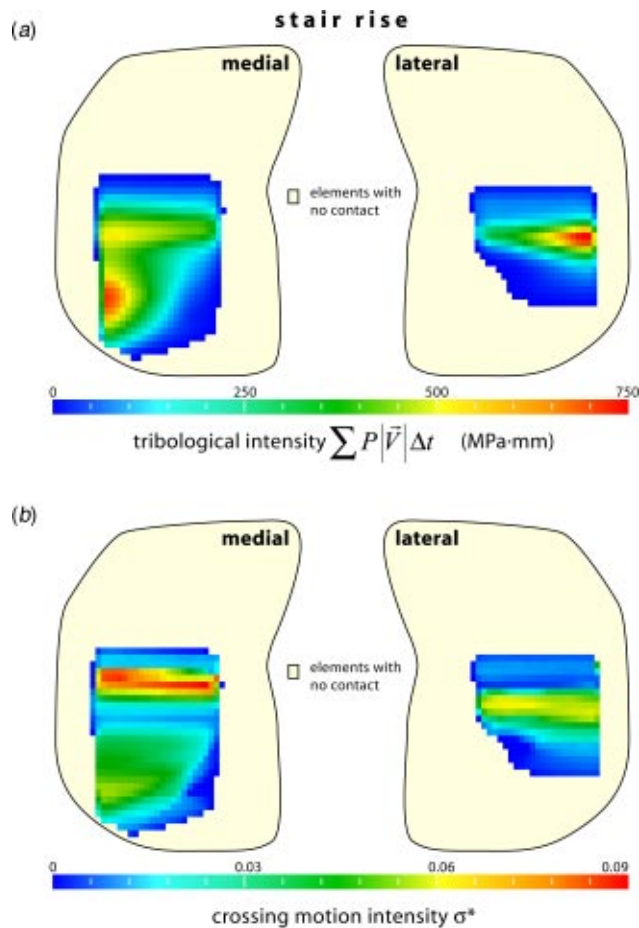 (a)
stair rise
medial
lateral
elements with
no contact
0 250 500 750
tribological intensity ∑ P|V⃗|Δt (MPa·mm)
(b)
medial
lateral
elements with
no contact
0 0.03 0.06 0.09
crossing motion intensity σ*